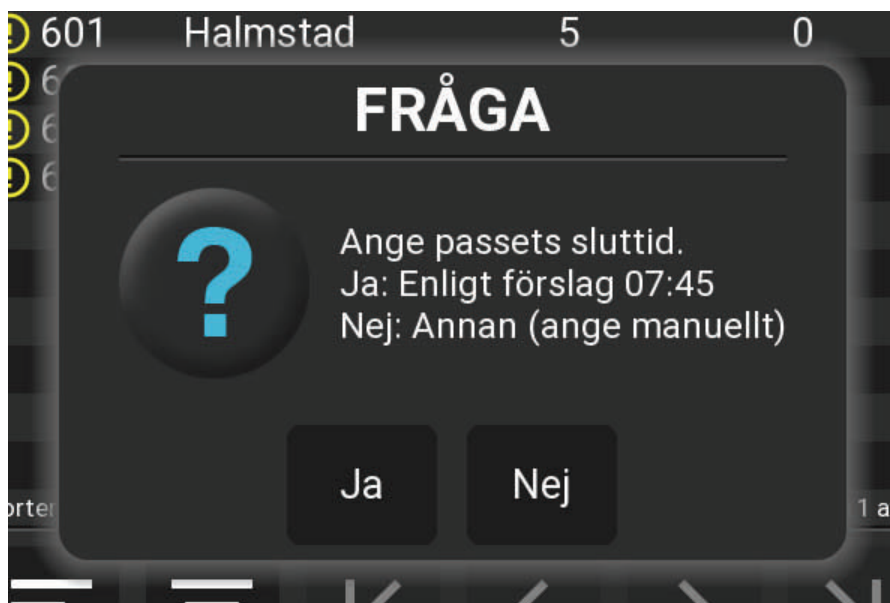 601 Halmstad 5 0
FRÅGA
Ange passets sluttid.
Ja: Enligt förslag 07:45
Nej: Annan (ange manuellt)
Ja Nej